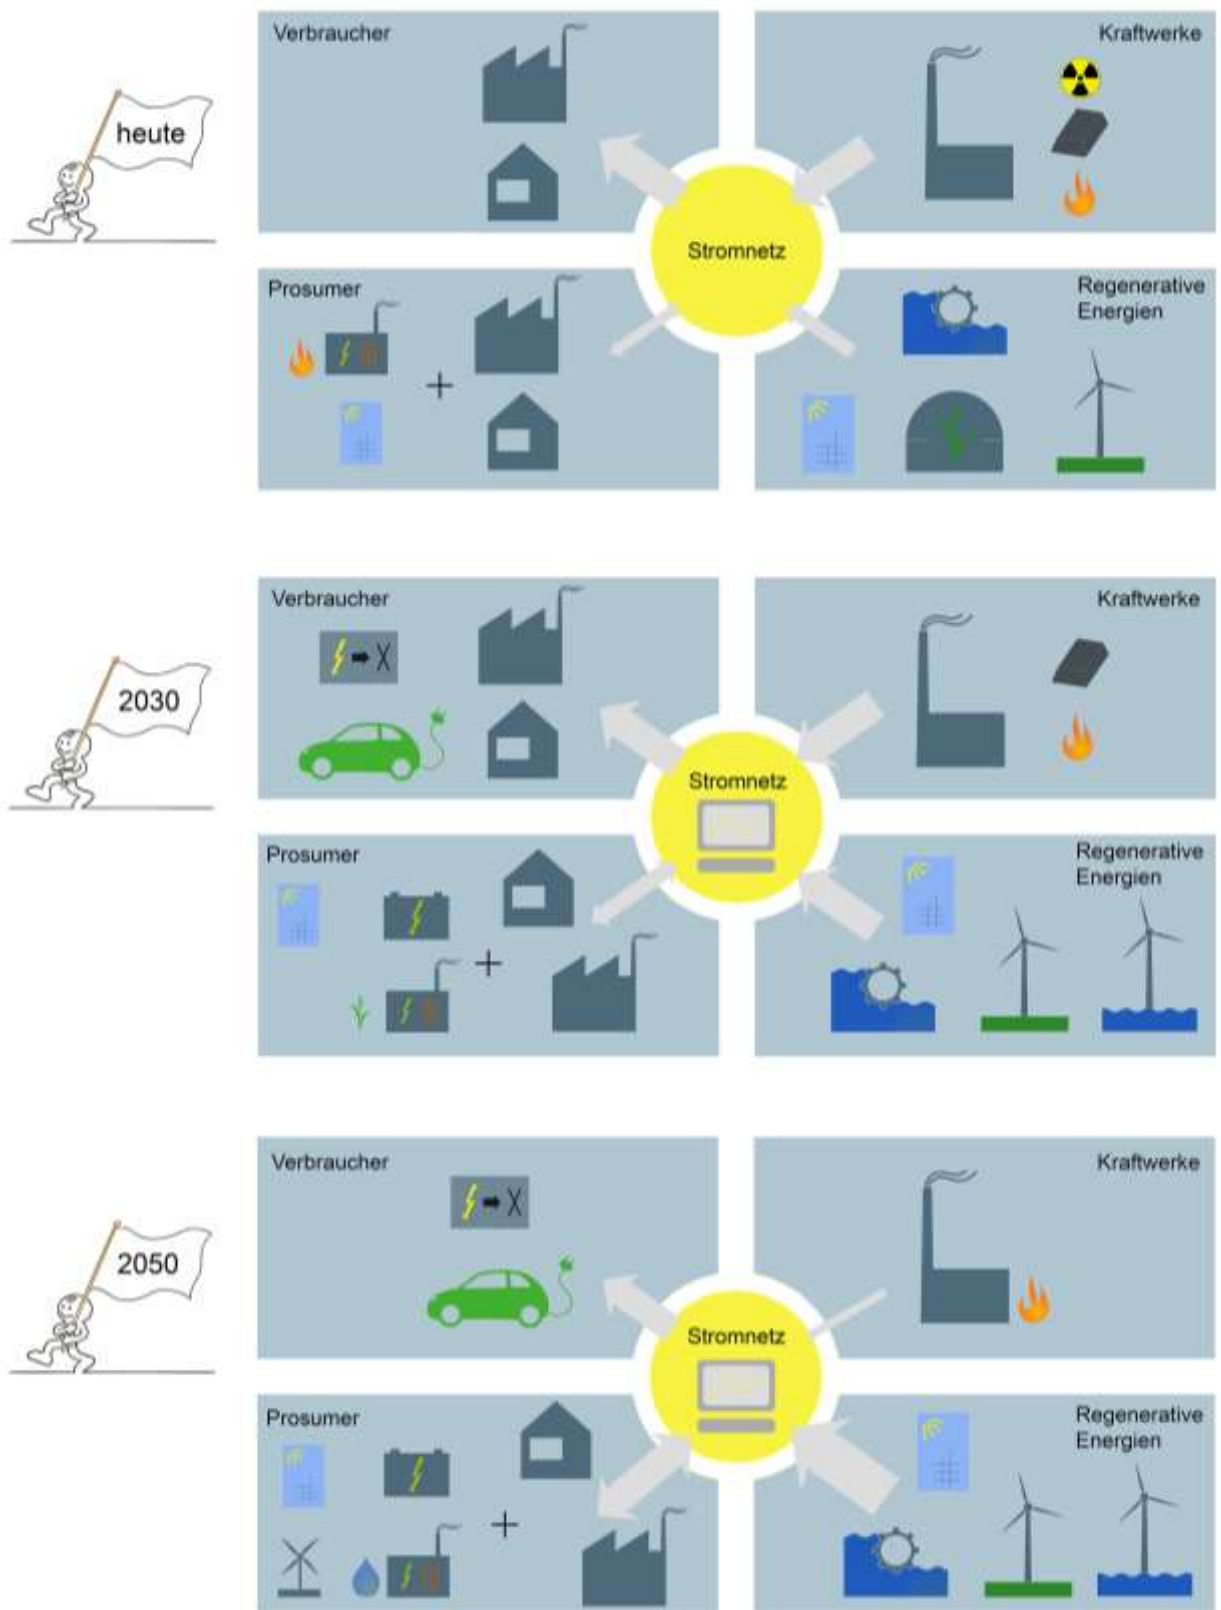 Verbraucher
Kraftwerke
heute
Stromnetz
Prosumer
Regenerative
Energien
+
Verbraucher
Kraftwerke
X
2030
Stromnetz
Prosumer
Regenerative
Energien
+
Verbraucher
Kraftwerke
X
2050
Stromnetz
Prosumer
Regenerative
Energien
+